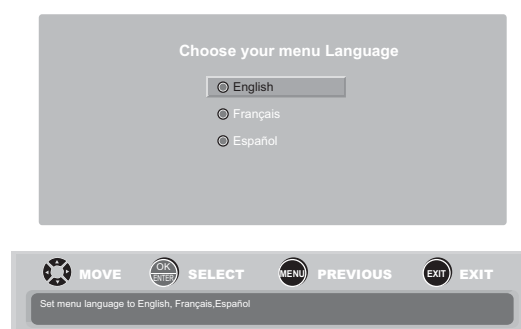 Choose your menu Language
English
Français
Español
MOVE OK ENTER SELECT MENU PREVIOUS EXIT EXIT
Set menu language to English, Français,Español